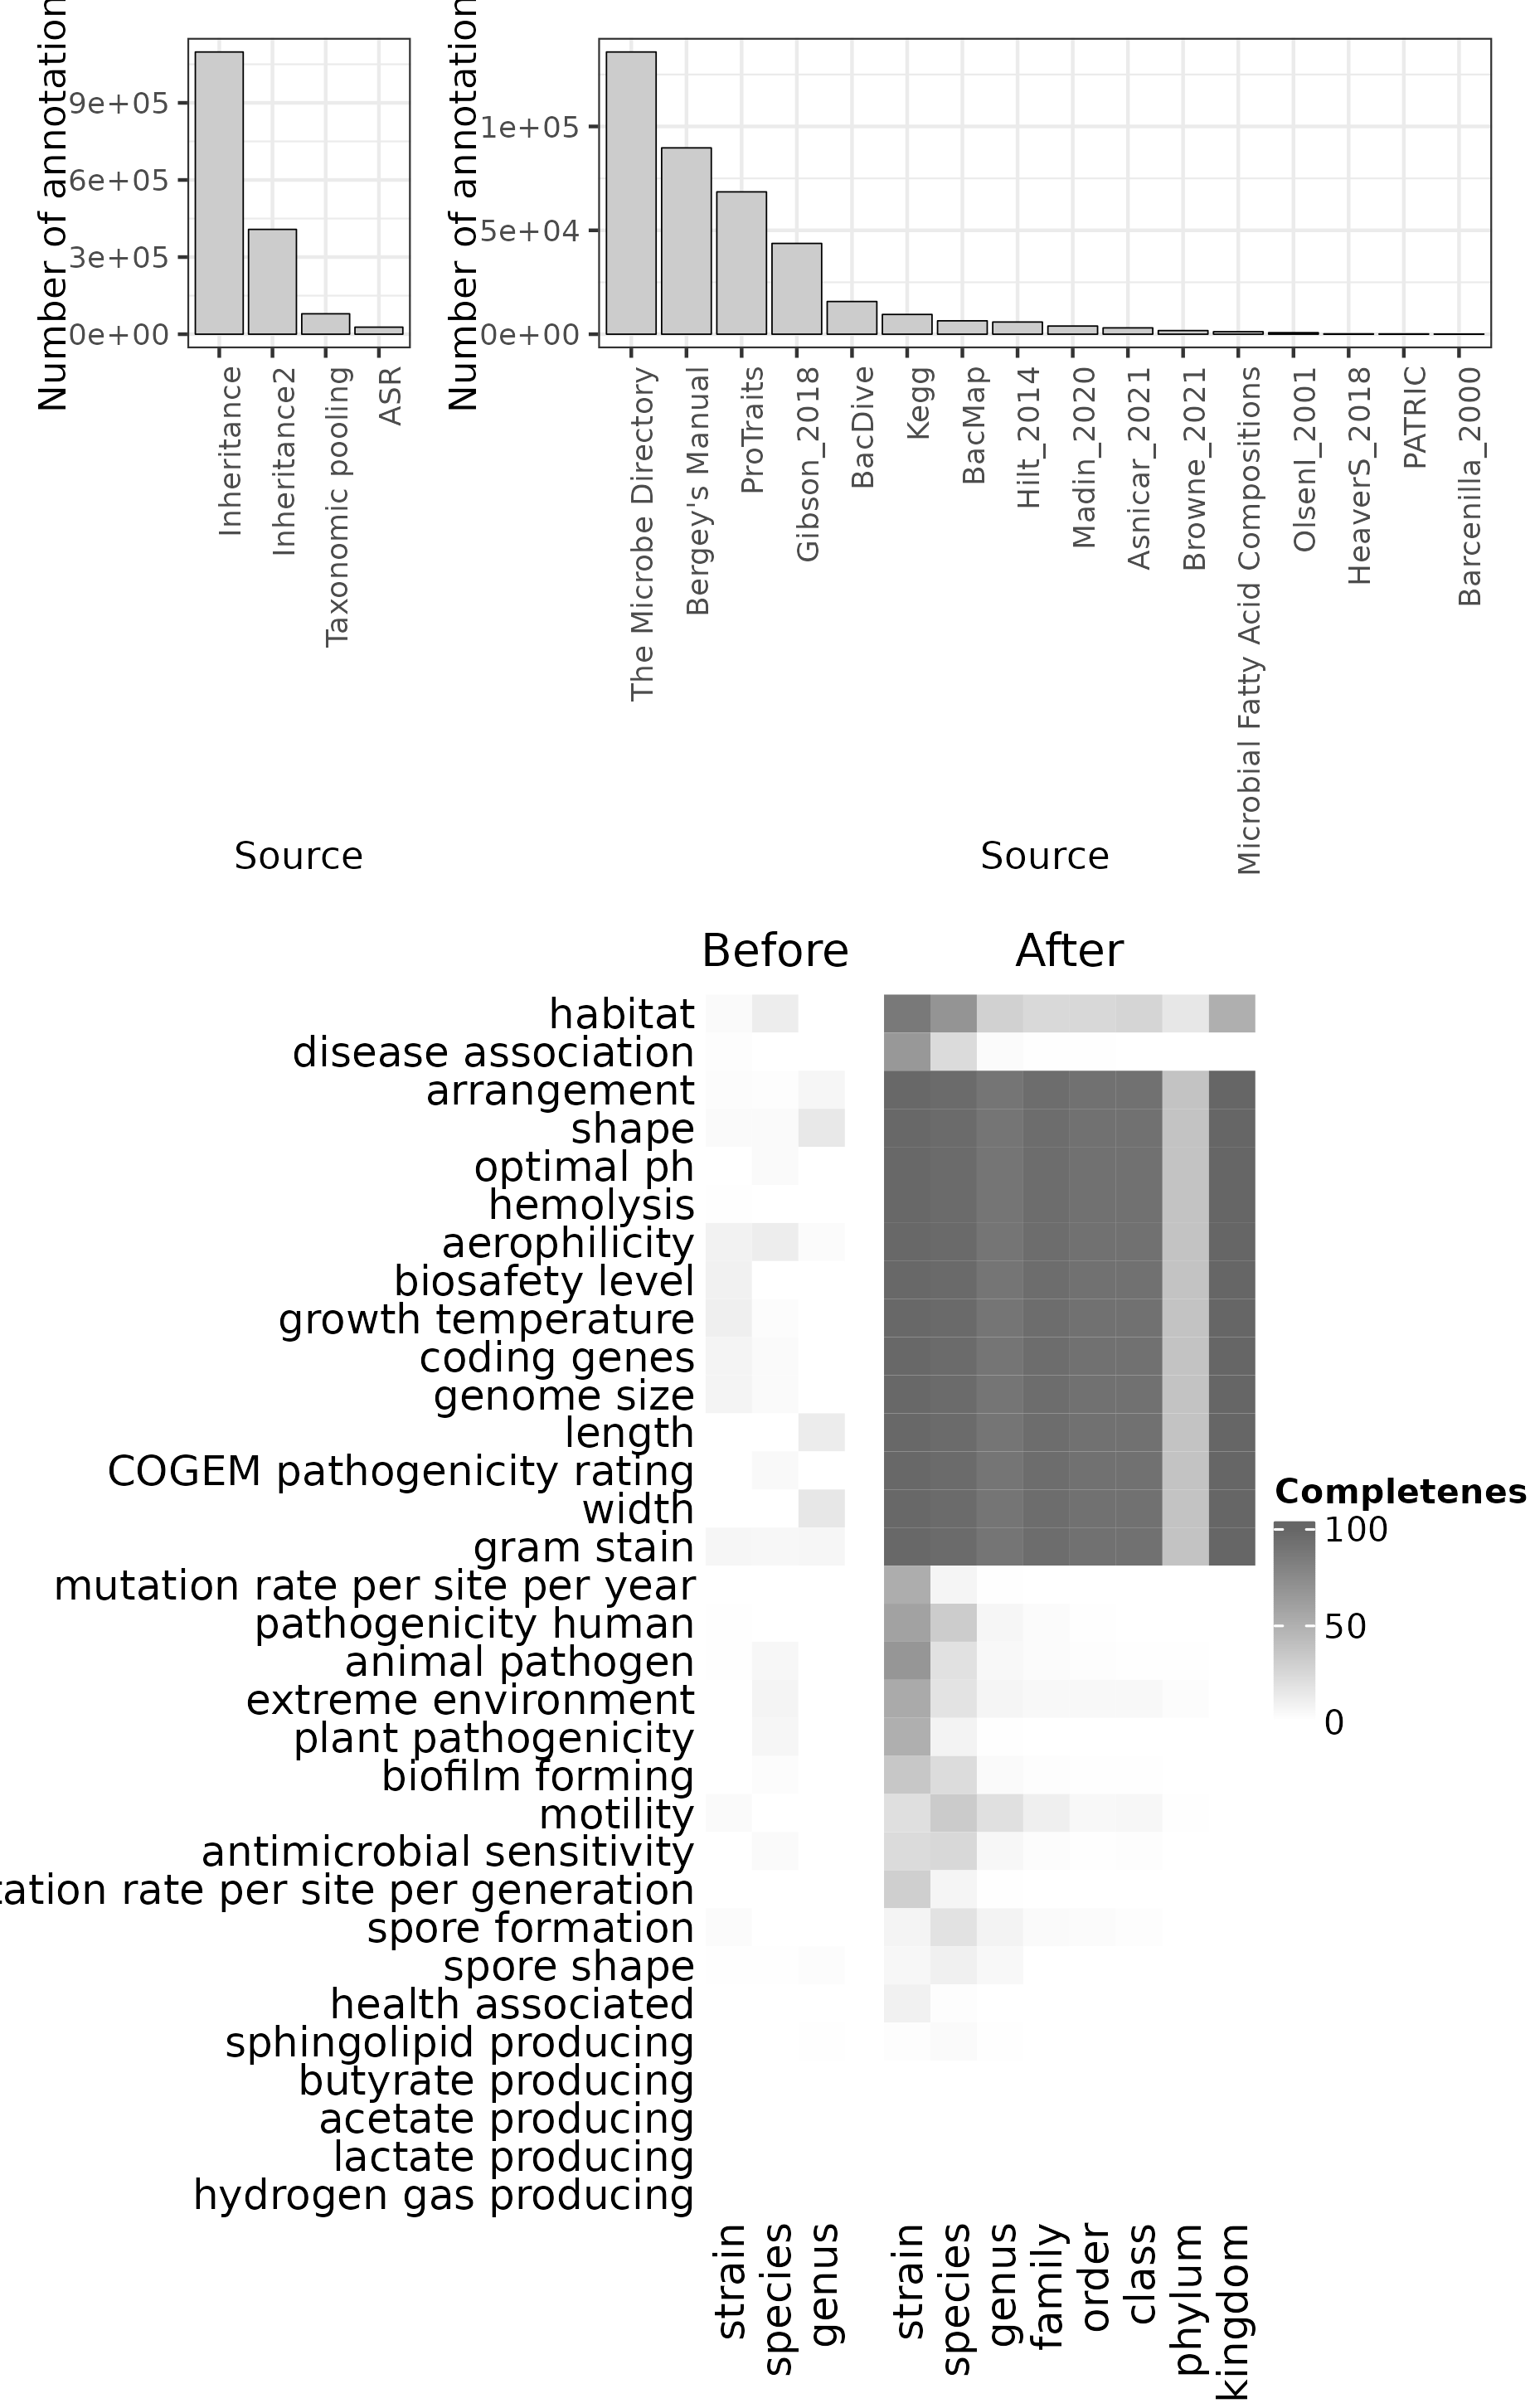 Number of annotation
9e+05
6e+05
3e+05
0e+00
Inheritance
Inheritance2
Taxonomic pooling
ASR
Source
Number of annotation
1e+05
5e+04
0e+00
The Microbe Directory
Bergey's Manual
ProTraits
Gibson_2018
BacDive
Kegg
BacMap
Hilt_2014
Madin_2020
Asnicar_2021
Browne_2021
Microbial Fatty Acid Compositions
OlsenI_2001
HeaverS_2018
PATRIC
Barcenilla_2000
Source
Before
After
habitat
disease association
arrangement
shape
optimal ph
hemolysis
aerophilicity
biosafety level
growth temperature
coding genes
genome size
length
COGEM pathogenicity rating
width
gram stain
mutation rate per site per year
pathogenicity human
animal pathogen
extreme environment
plant pathogenicity
biofilm forming
motility
antimicrobial sensitivity
tation rate per site per generation
spore formation
spore shape
health associated
sphingolipid producing
butyrate producing
acetate producing
lactate producing
hydrogen gas producing
strain
species
genus
strain
species
genus
family
order
class
phylum
kingdom
Completenes
100
50
0